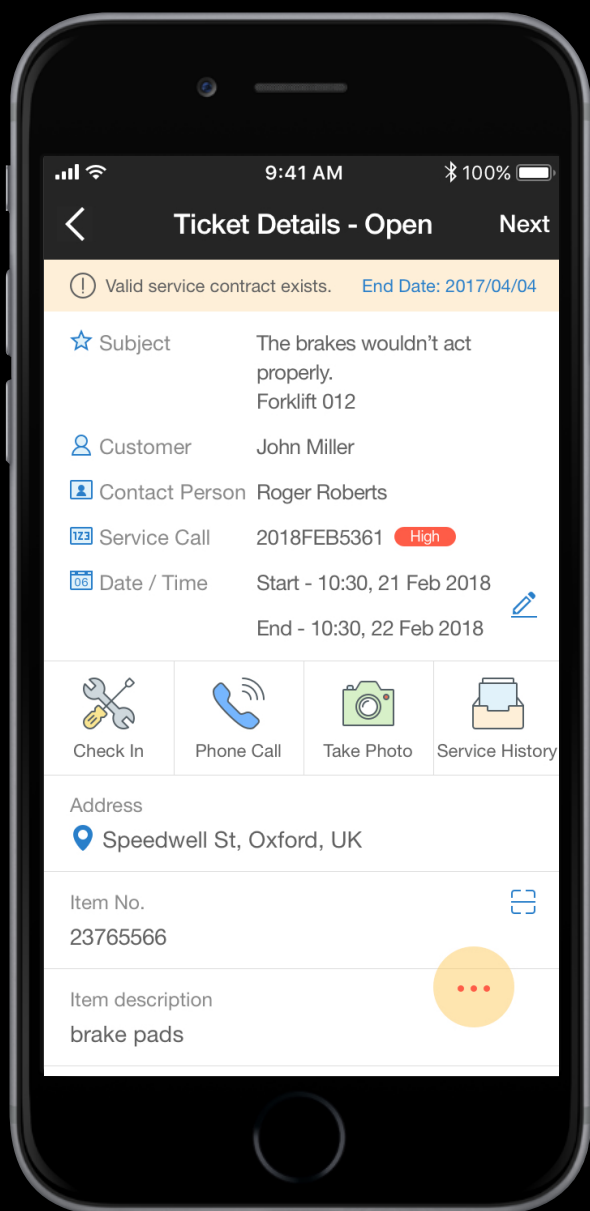 9:41 AM 100%
Ticket Details - Open Next
Valid service contract exists. End Date: 2017/04/04
Subject The brakes wouldn’t act
properly.
Forklift 012
Customer John Miller
Contact Person Roger Roberts
123 Service Call 2018FEB5361 High
06 Date / Time Start - 10:30, 21 Feb 2018
End - 10:30, 22 Feb 2018
Check In Phone Call Take Photo Service History
Address
Speedwell St, Oxford, UK
Item No.
23765566
Item description
brake pads